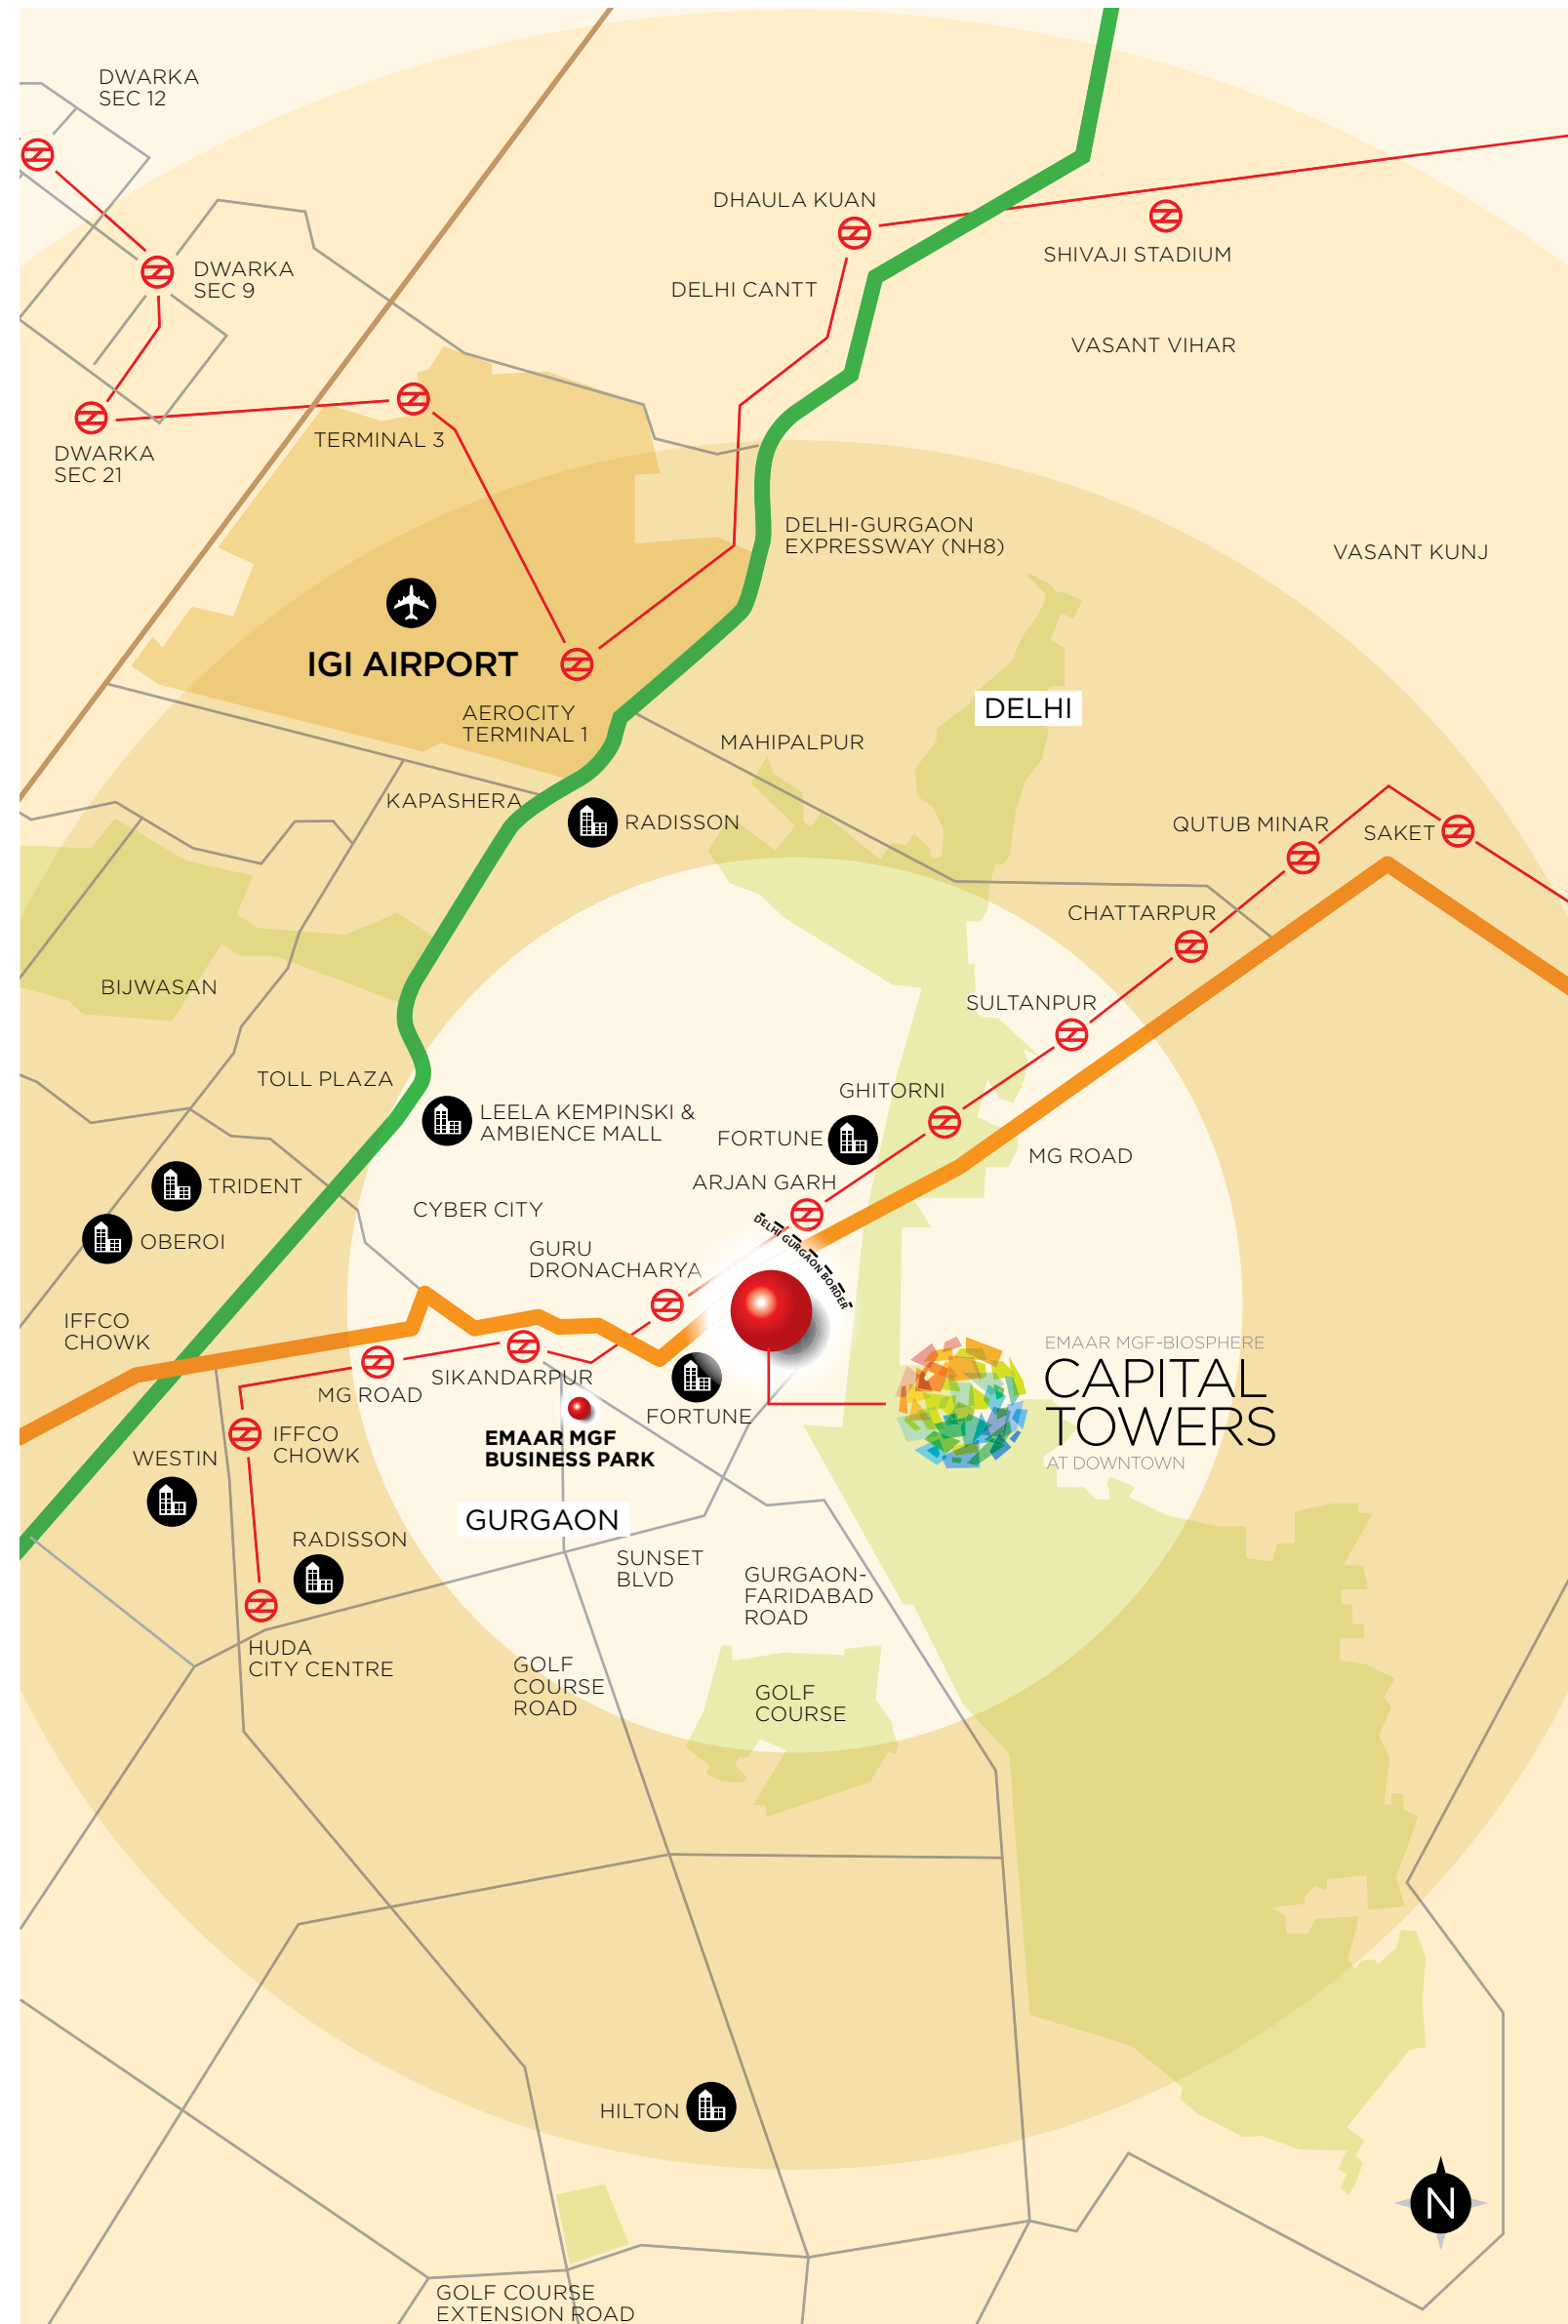 DWARKA
SEC 12
DHAULA KUAN
SHIVAJI STADIUM
DWARKA
SEC 9
DELHI CANTT
VASANT VIHAR
TERMINAL 3
DWARKA
SEC 21
DELHI-GURGAON
EXPRESSWAY (NH8)
VASANT KUNJ
IGI AIRPORT
DELHI
AEROCITY
TERMINAL 1
MAHIPALPUR
KAPASHERA
RADISSON
QUTUB MINAR
SAKET
CHATTARPUR
BIJWASAN
SULTANPUR
TOLL PLAZA
GHITORNI
LEELA KEMPINSKI &
AMBIENCE MALL
FORTUNE
MG ROAD
ARJAN GARH
TRIDENT
CYBER CITY
OBEROI
DELHI GURGAON BORDER
GURU
DRONACHARYA
IFFCO
CHOWK
EMAAR MGF-BIOSPHERE
CAPITAL
TOWERS
AT DOWNTOWN
SIKANDARPUR
MG ROAD
FORTUNE
IFFCO
CHOWK
EMAAR MGF
BUSINESS PARK
WESTIN
GURGAON
RADISSON
SUNSET
BLVD
GURGAON-
FARIDABAD
ROAD
HUDA
CITY CENTRE
GOLF
COURSE
ROAD
GOLF
COURSE
HILTON
N
GOLF COURSE
EXTENSION ROAD